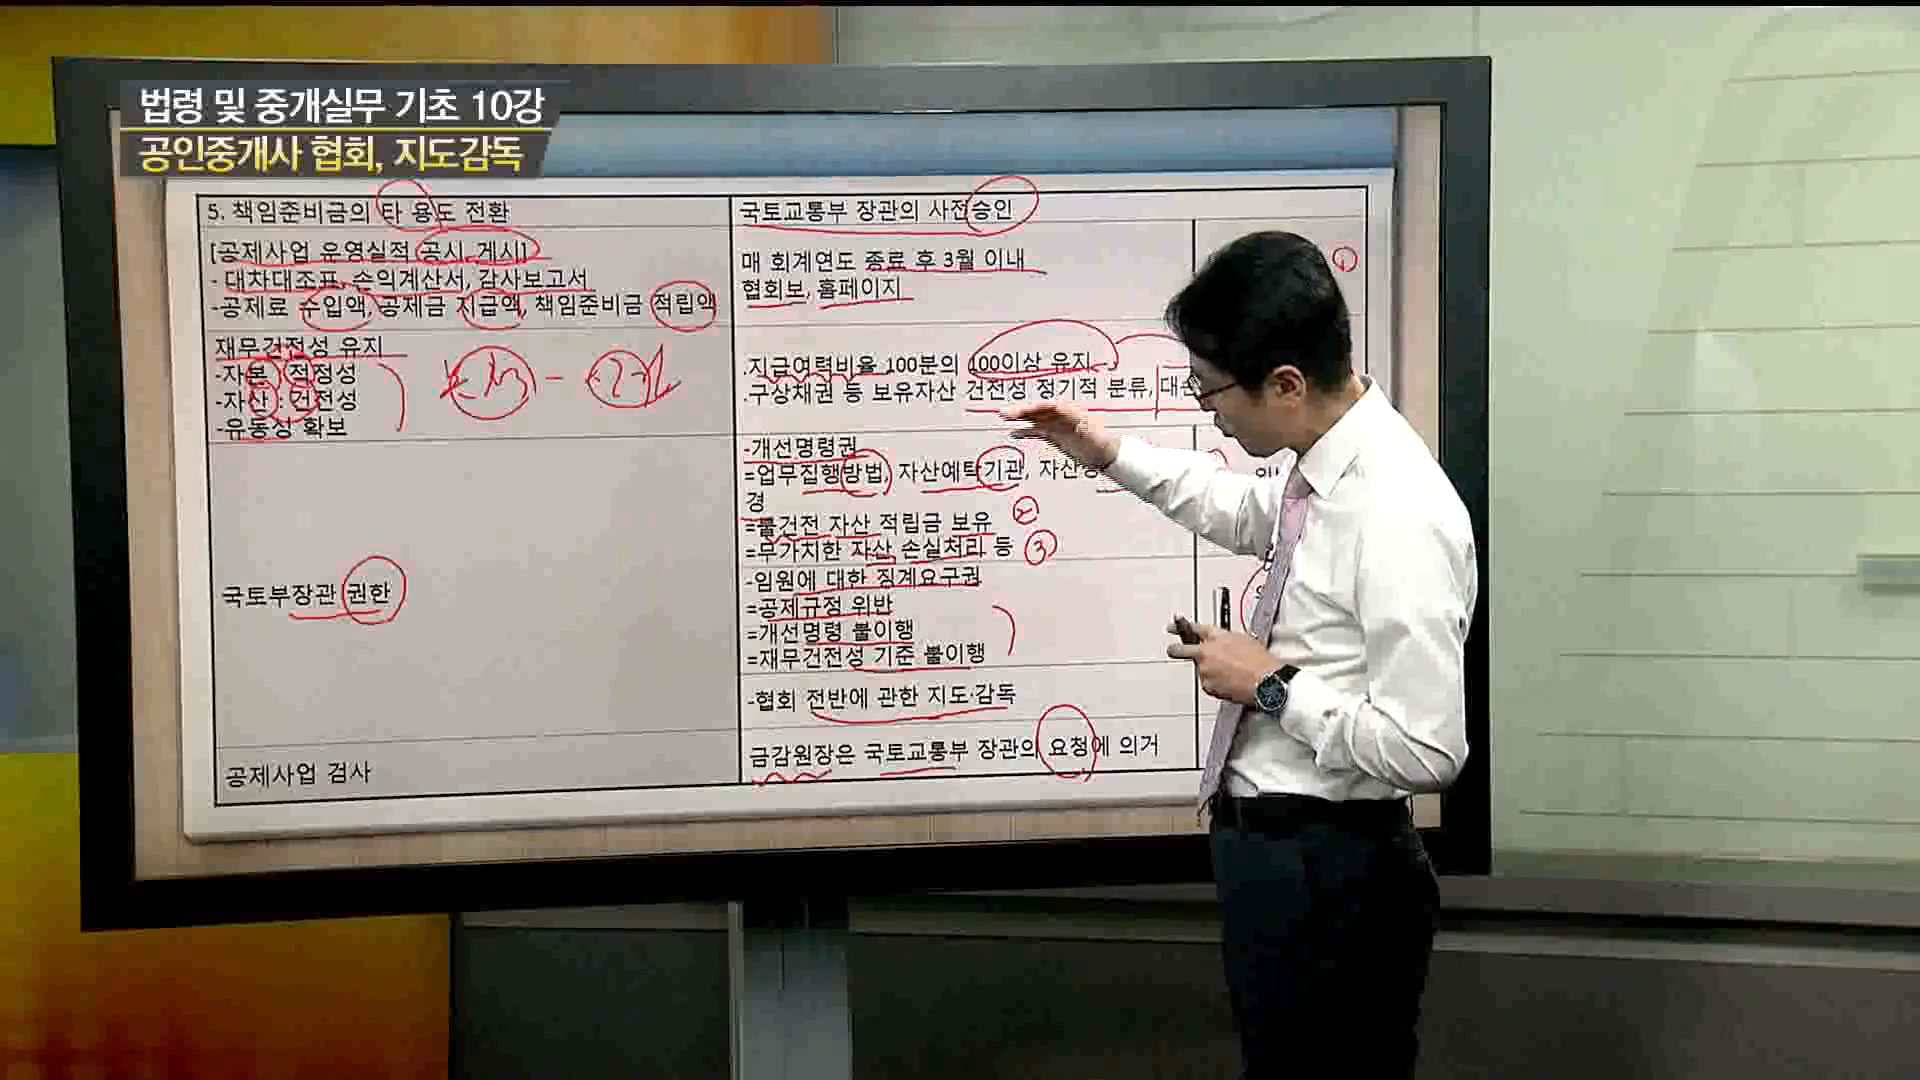 법령 및 중개실무 기초 10강
공인중개사 협회, 지도감독
5. 책임준비금의 타 용도 전환
국토교통부 장관의 사전승인
[공제사업 운영실적 공시, 게시]
- 대차대조표, 손익계산서, 감사보고서
-공제료 수입액, 공제금 지급액, 책임준비금 적립액
매 회계연도 종료 후 3월 이내
협회보, 홈페이지
①
재무건전성 유지
-자본 적정성
-자산 : 건전성
-유동성 확보
.지급여력비율 100분의 100이상 유지
.구상채권 등 보유자산 건전성 정기적 분류, 대손
국토부장관 권한
-개선명령권
=업무집행방법, 자산예탁기관, 자산장
경
=불건전 자산 적립금 보유 ②
=무가치한 자산 손실처리 등 ③
-임원에 대한 징계요구권
=공제규정 위반
=개선명령 불이행
=재무건전성 기준 불이행
-협회 전반에 관한 지도·감독
공제사업 검사
금감원장은 국토교통부 장관의 요청에 의거